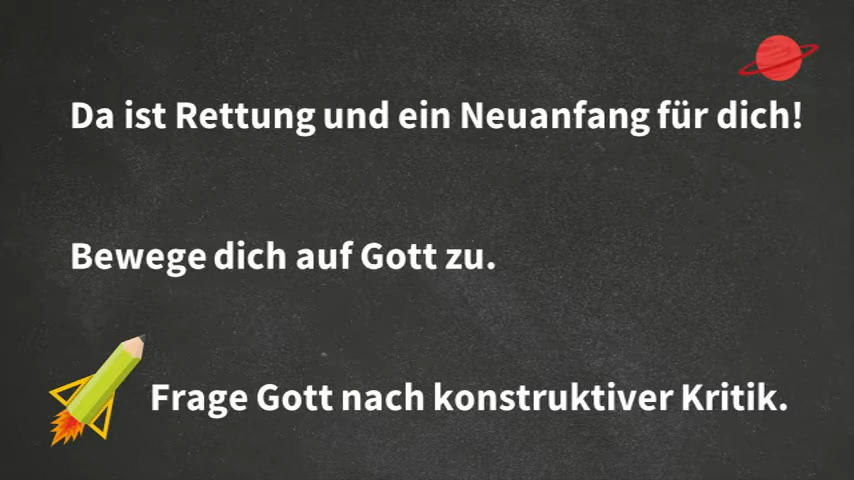 Da ist Rettung und ein Neuanfang für dich!
Bewege dich auf Gott zu.
Frage Gott nach konstruktiver Kritik.